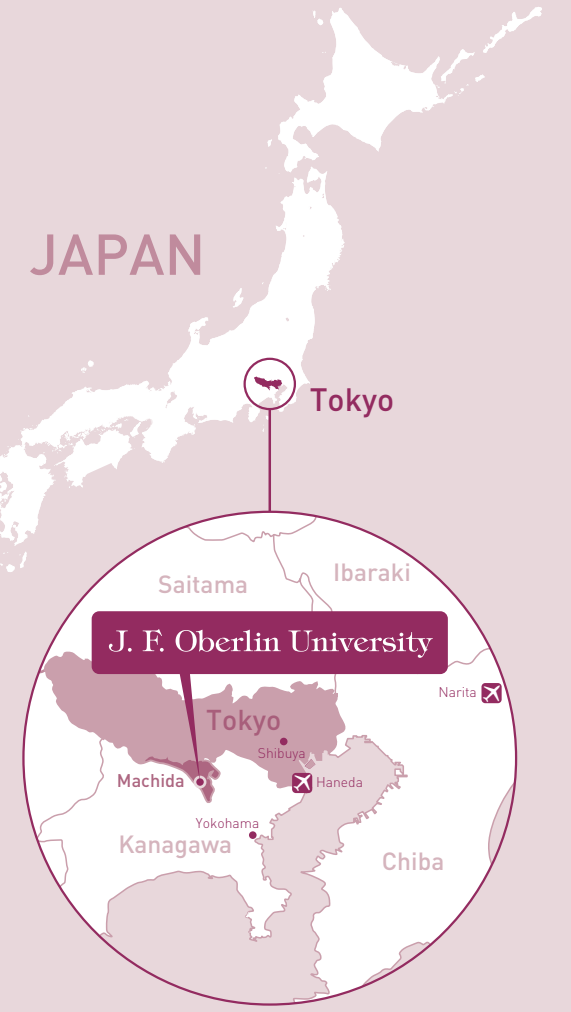 JAPAN
Tokyo
Saitama
Ibaraki
J. F. Oberlin University
Narita
Tokyo
Shibuya
Machida
Haneda
Yokohama
Kanagawa
Chiba